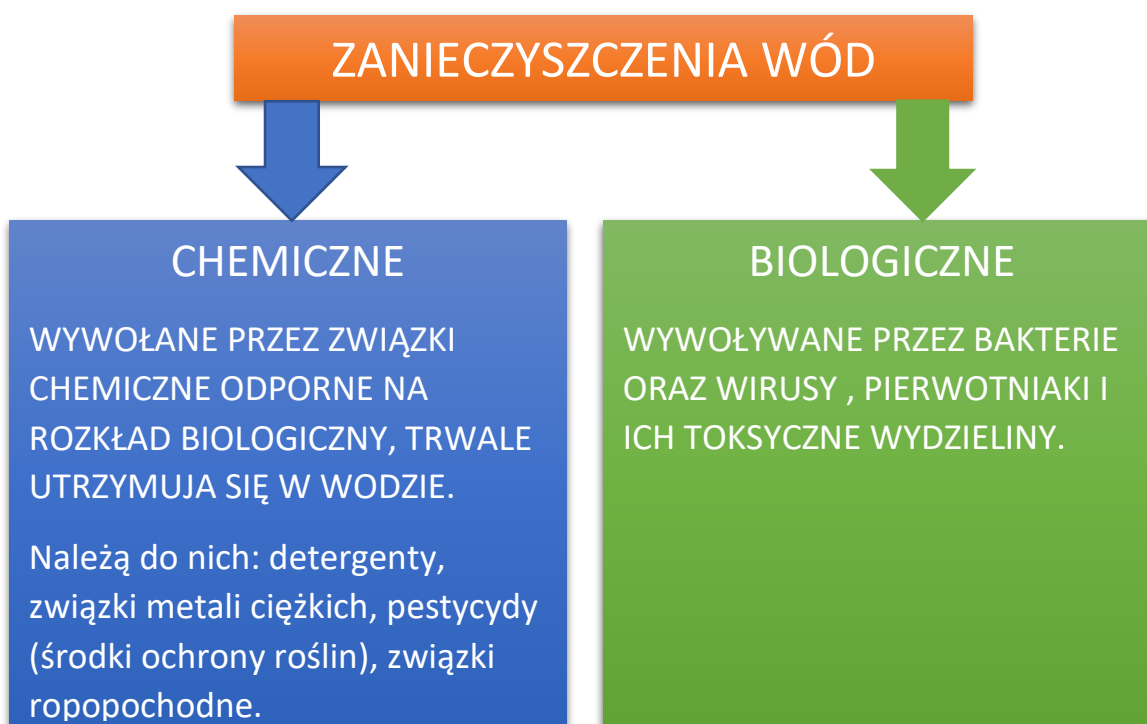 ZANIECZYSZCZENIA WÓD
CHEMICZNE
WYWOŁANE PRZEZ ZWIĄZKI
CHEMICZNE ODPORNE NA
ROZKŁAD BIOLOGICZNY, TRWALE
UTRZYMUJA SIĘ W WODZIE.
Należą do nich: detergenty,
związki metali ciężkich, pestycydy
(środki ochrony roślin), związki
ropopochodne.
BIOLOGICZNE
WYWOŁYWANE PRZEZ BAKTERIE
ORAZ WIRUSY , PIERWOTNIAKI I
ICH TOKSYCZNE WYDZIELINY.